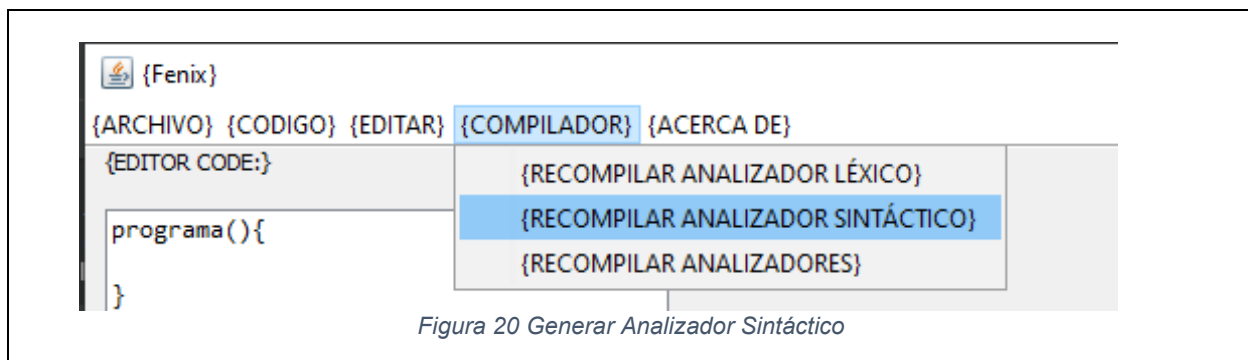 {Fenix}
{ARCHIVO} {CODIGO} {EDITAR} {COMPILADOR} {ACERCA DE}
{EDITOR CODE:}
{RECOMPILAR ANALIZADOR LÉXICO}
programa(){
{RECOMPILAR ANALIZADOR SINTÁCTICO}
{RECOMPILAR ANALIZADORES}
}
Figura 20 Generar Analizador Sintáctico